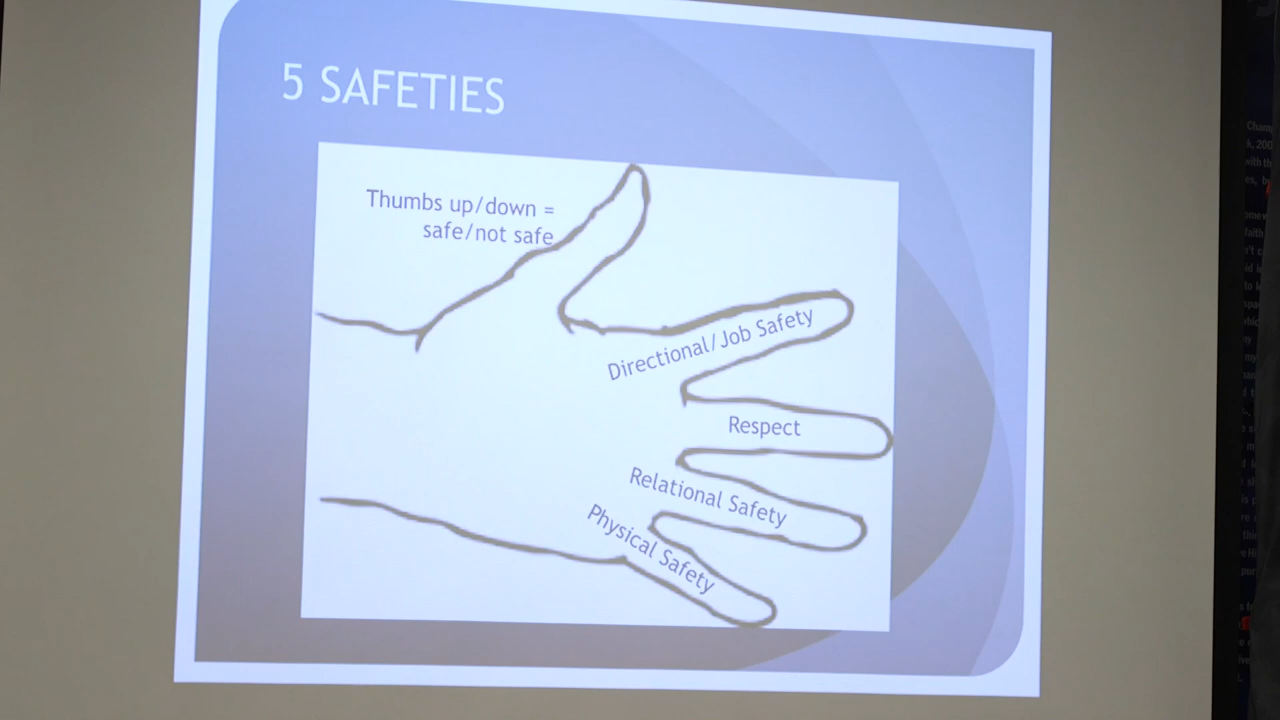 5 SAFETIES
Thumbs up/down =
safe/not safe
Directional/Job Safety
Respect
Relational Safety
Physical Safety